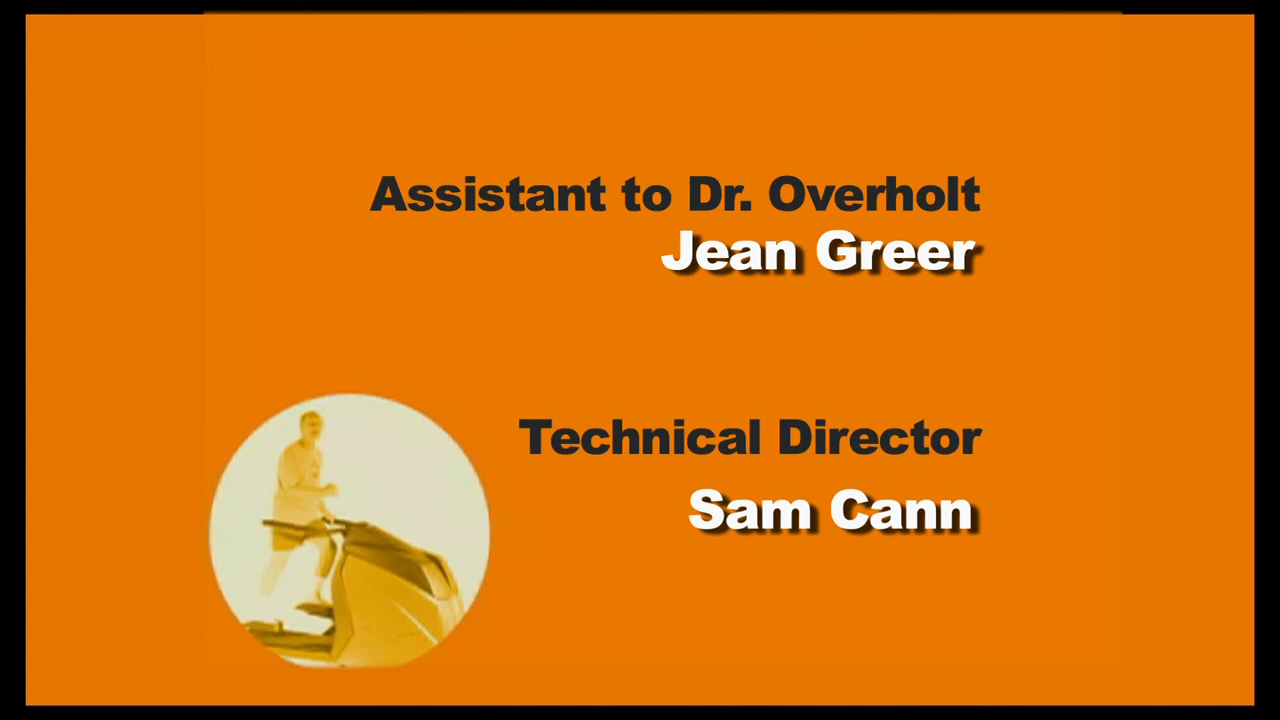 Assistant to Dr. Overholt
Jean Greer
Technical Director
Sam Cann